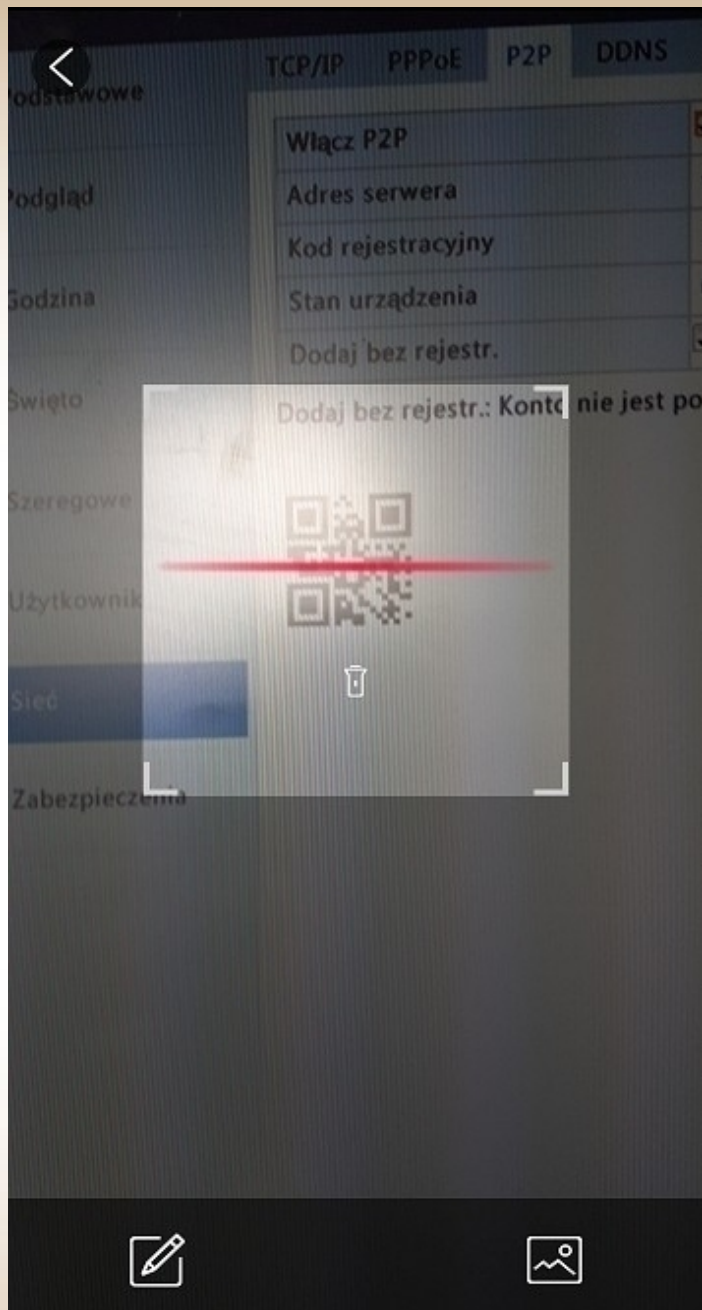 TCP/IP PPPoE P2P DDNS
Podstawowe
Włącz P2P
Podgląd
Adres serwera
Kod rejestracyjny
Godzina
Stan urządzenia
Dodaj bez rejestr.
Święto
Dodaj bez rejestr.: Konto nie jest po
Szeregowe
Użytkownik
Sieć
Zabezpieczenia